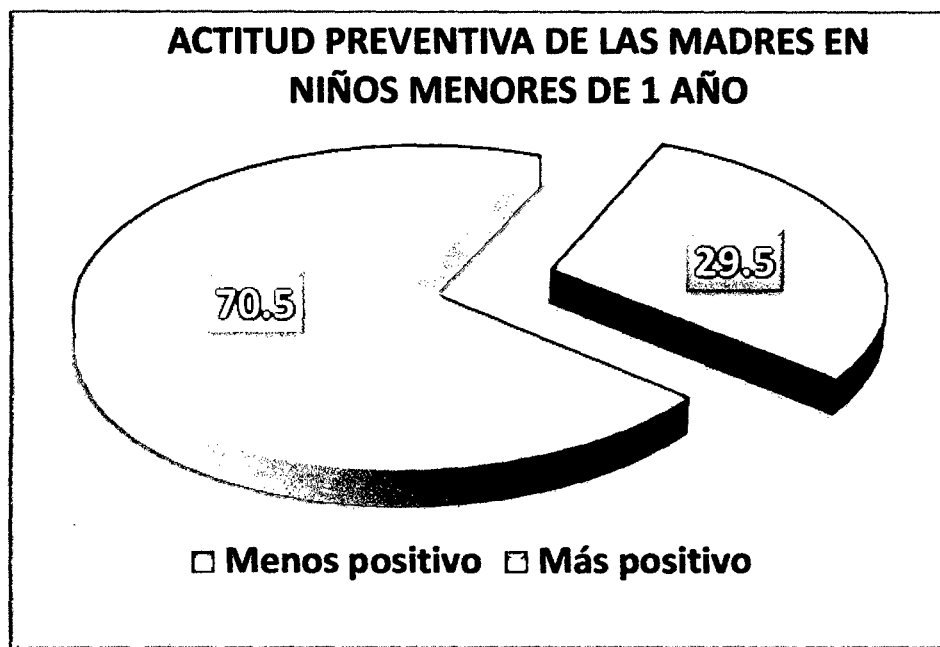 ACTITUD PREVENTIVA DE LAS MADRES EN
NIÑOS MENORES DE 1 AÑO
29.5
70.5
Menos positivo Más positivo